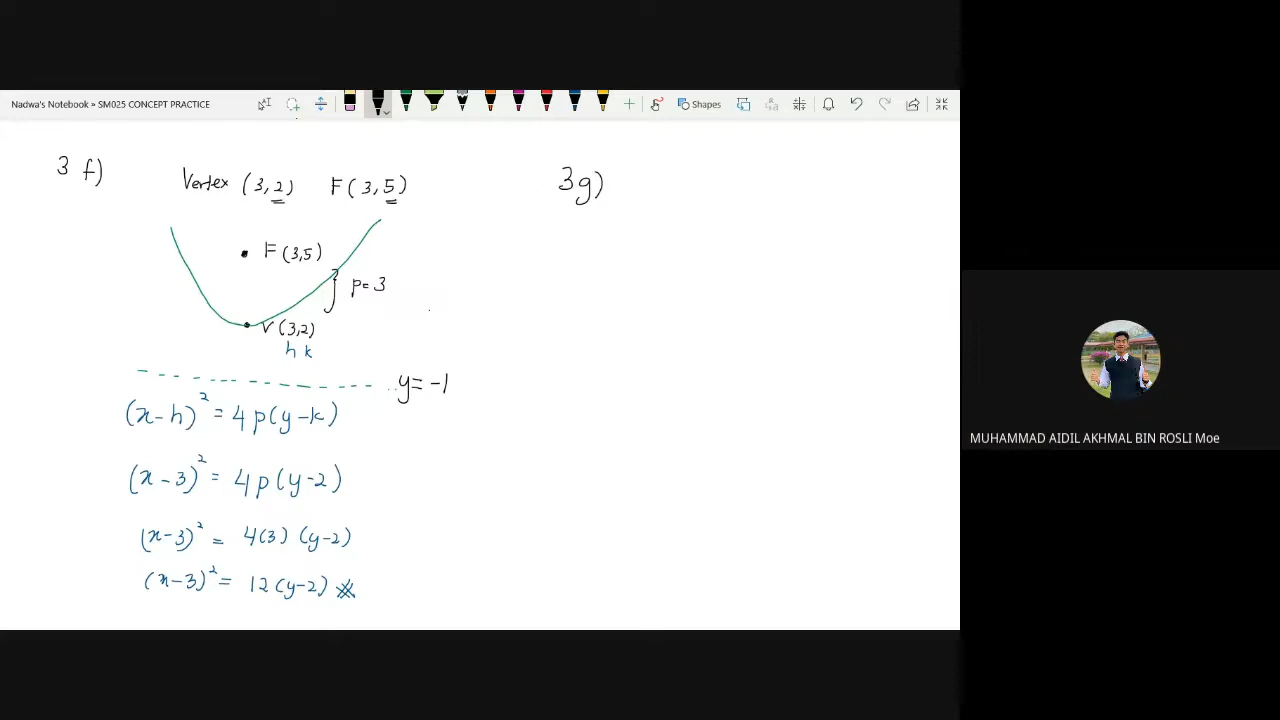 Nadwa's Notebook » SM025 CONCEPT PRACTICE
Shapes
3 f)
Vertex (3,2) F(3,5)
F(3,5)
p=3
V(3,2)
h k
y=-1
(x-h)² = 4p(y-k)
(x-3)² = 4p(y-2)
(x-3)² = 4(3)(y-2)
(x-3)² = 12(y-2)
3g)
MUHAMMAD AIDIL AKHMAL BIN ROSLI Moe